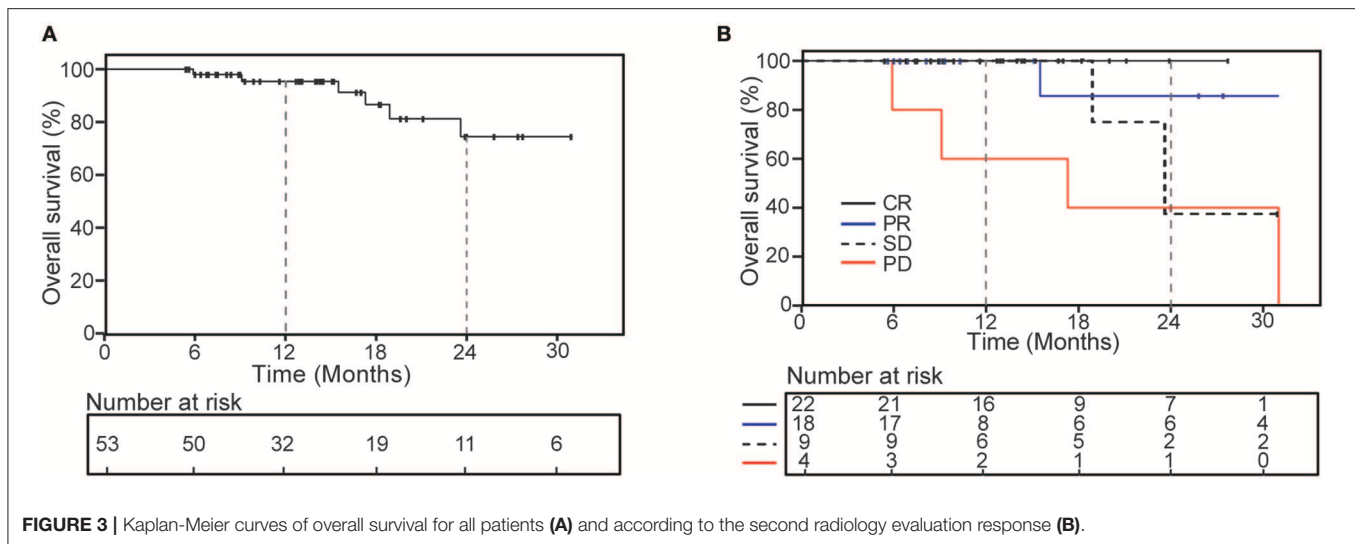 A
100
80
60
40
20
0
Overall survival (%)
0 6 12 18 24 30
Time (Months)
Number at risk
53 50 32 19 11 6
B
100
80
60
40
20
0
Overall survival (%)
CR
PR
SD
PD
0 6 12 18 24 30
Time (Months)
Number at risk
22 21 16 9 7 1
18 17 8 6 6 4
9 9 6 5 2 2
4 3 2 1 1 0
FIGURE 3 | Kaplan-Meier curves of overall survival for all patients (A) and according to the second radiology evaluation response (B).